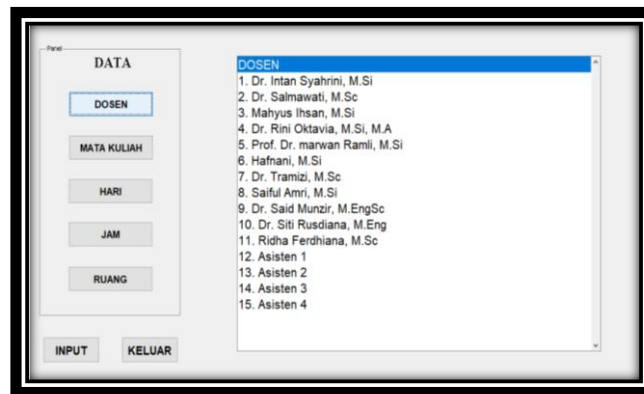 Panel
DATA
DOSEN
MATA KULIAH
HARI
JAM
RUANG
INPUT
KELUAR
DOSEN
1. Dr. Intan Syahrini, M.Si
2. Dr. Salmawati, M.Sc
3. Mahyus Ihsan, M.Si
4. Dr. Rini Oktavia, M.Si, M.A
5. Prof. Dr. marwan Ramli, M.Si
6. Hafnani, M.Si
7. Dr. Tramizi, M.Sc
8. Saiful Amri, M.Si
9. Dr. Said Munzir, M.EngSc
10. Dr. Siti Rusdiana, M.Eng
11. Ridha Ferdhiana, M.Sc
12. Asisten 1
13. Asisten 2
14. Asisten 3
15. Asisten 4